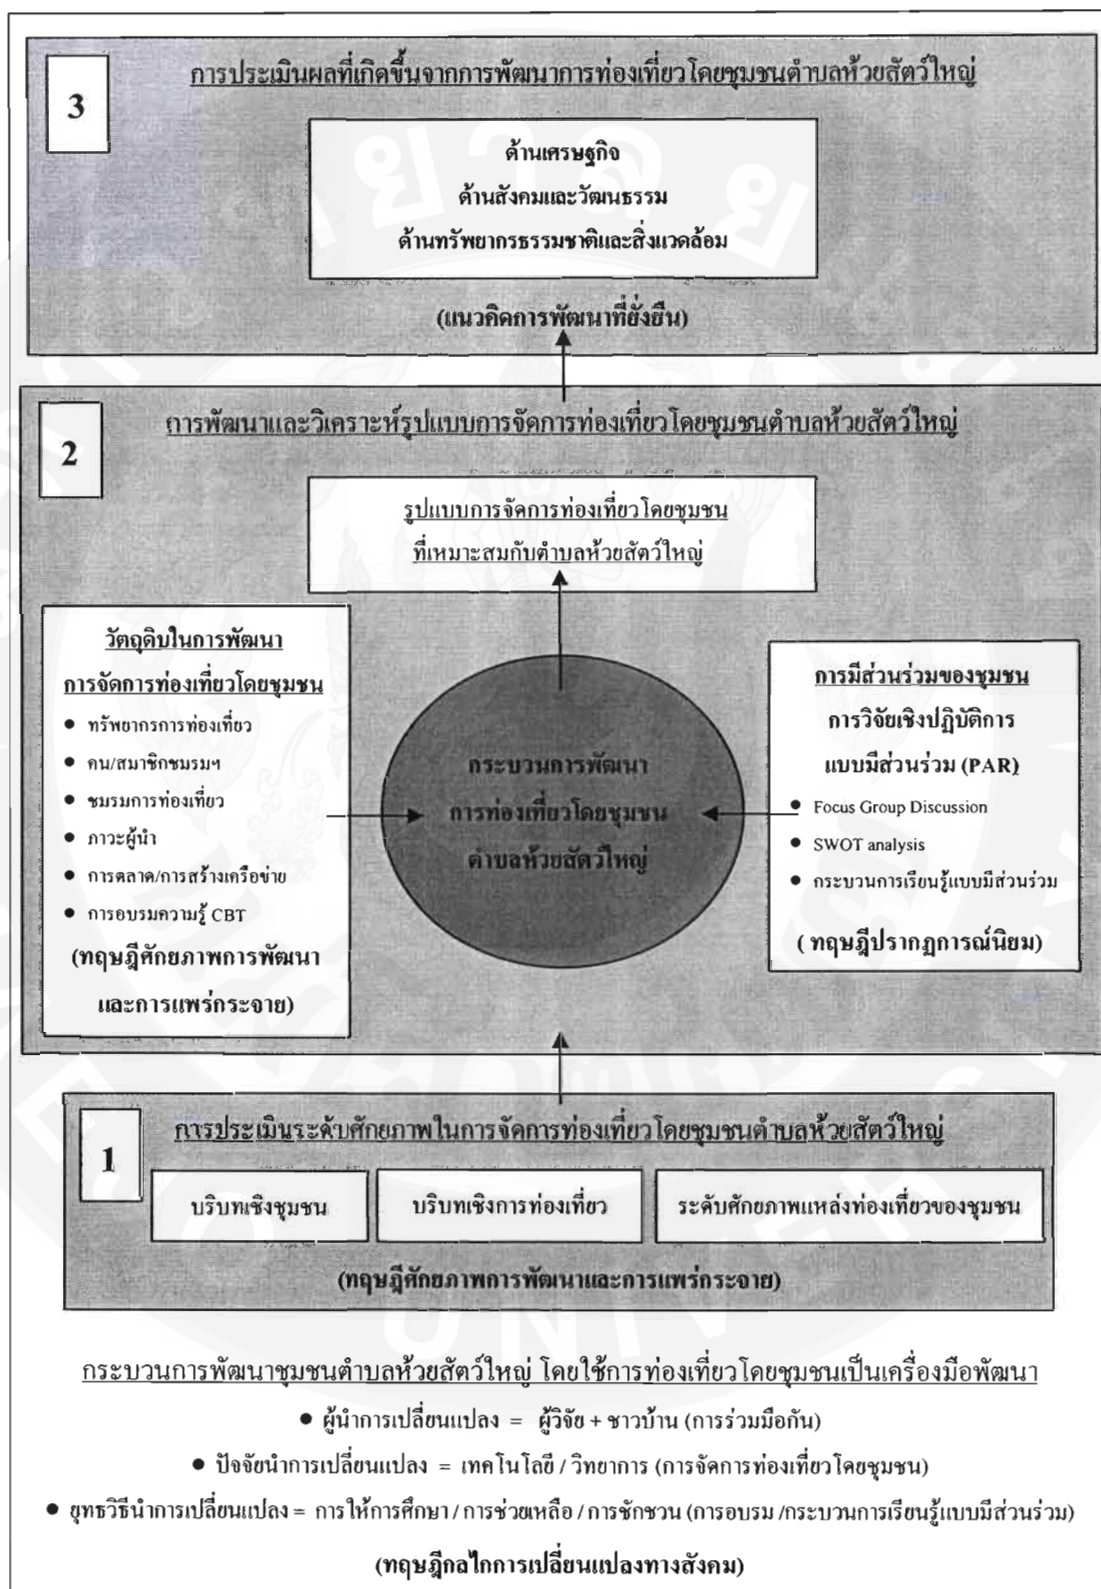 3
การประเมินผลที่เกิดขึ้นจากการพัฒนาการท่องเที่ยวโดยชุมชนตำบลห้วยสัตว์ใหญ่
ด้านเศรษฐกิจ
ด้านสังคมและวัฒนธรรม
ด้านทรัพยากรธรรมชาติและสิ่งแวดล้อม
(แนวคิดการพัฒนาที่ยั่งยืน)
2
การพัฒนาและวิเคราะห์รูปแบบการจัดการท่องเที่ยวโดยชุมชนตำบลห้วยสัตว์ใหญ่
รูปแบบการจัดการท่องเที่ยวโดยชุมชน
ที่เหมาะสมกับตำบลห้วยสัตว์ใหญ่
วัตถุดิบในการพัฒนา
การจัดการท่องเที่ยวโดยชุมชน
● ทรัพยากรการท่องเที่ยว
● คน/สมาชิกชมรมฯ
● ชมรมการท่องเที่ยว
● ภาวะผู้นำ
● การตลาด/การสร้างเครือข่าย
● การอบรมความรู้ CBT
(ทฤษฎีศักยภาพการพัฒนา
และการแพร่กระจาย)
กระบวนการพัฒนา
การท่องเที่ยวโดยชุมชน
ตำบลห้วยสัตว์ใหญ่
การมีส่วนร่วมของชุมชน
การวิจัยเชิงปฏิบัติการ
แบบมีส่วนร่วม (PAR)
● Focus Group Discussion
● SWOT analysis
● กระบวนการเรียนรู้แบบมีส่วนร่วม
( ทฤษฎีปรากฏการณ์นิยม)
1
การประเมินระดับศักยภาพในการจัดการท่องเที่ยวโดยชุมชนตำบลห้วยสัตว์ใหญ่
บริบทเชิงชุมชน
บริบทเชิงการท่องเที่ยว
ระดับศักยภาพแหล่งท่องเที่ยวของชุมชน
(ทฤษฎีศักยภาพการพัฒนาและการแพร่กระจาย)
กระบวนการพัฒนาชุมชนตำบลห้วยสัตว์ใหญ่ โดยใช้การท่องเที่ยวโดยชุมชนเป็นเครื่องมือพัฒนา
● ผู้นำการเปลี่ยนแปลง = ผู้วิจัย + ชาวบ้าน (การร่วมมือกัน)
● ปัจจัยนำการเปลี่ยนแปลง = เทคโนโลยี / วิทยาการ (การจัดการท่องเที่ยวโดยชุมชน)
● ยุทธวิธีนำการเปลี่ยนแปลง = การให้การศึกษา / การช่วยเหลือ / การชักชวน (การอบรม /กระบวนการเรียนรู้แบบมีส่วนร่วม)
(ทฤษฎีกลไกการเปลี่ยนแปลงทางสังคม)